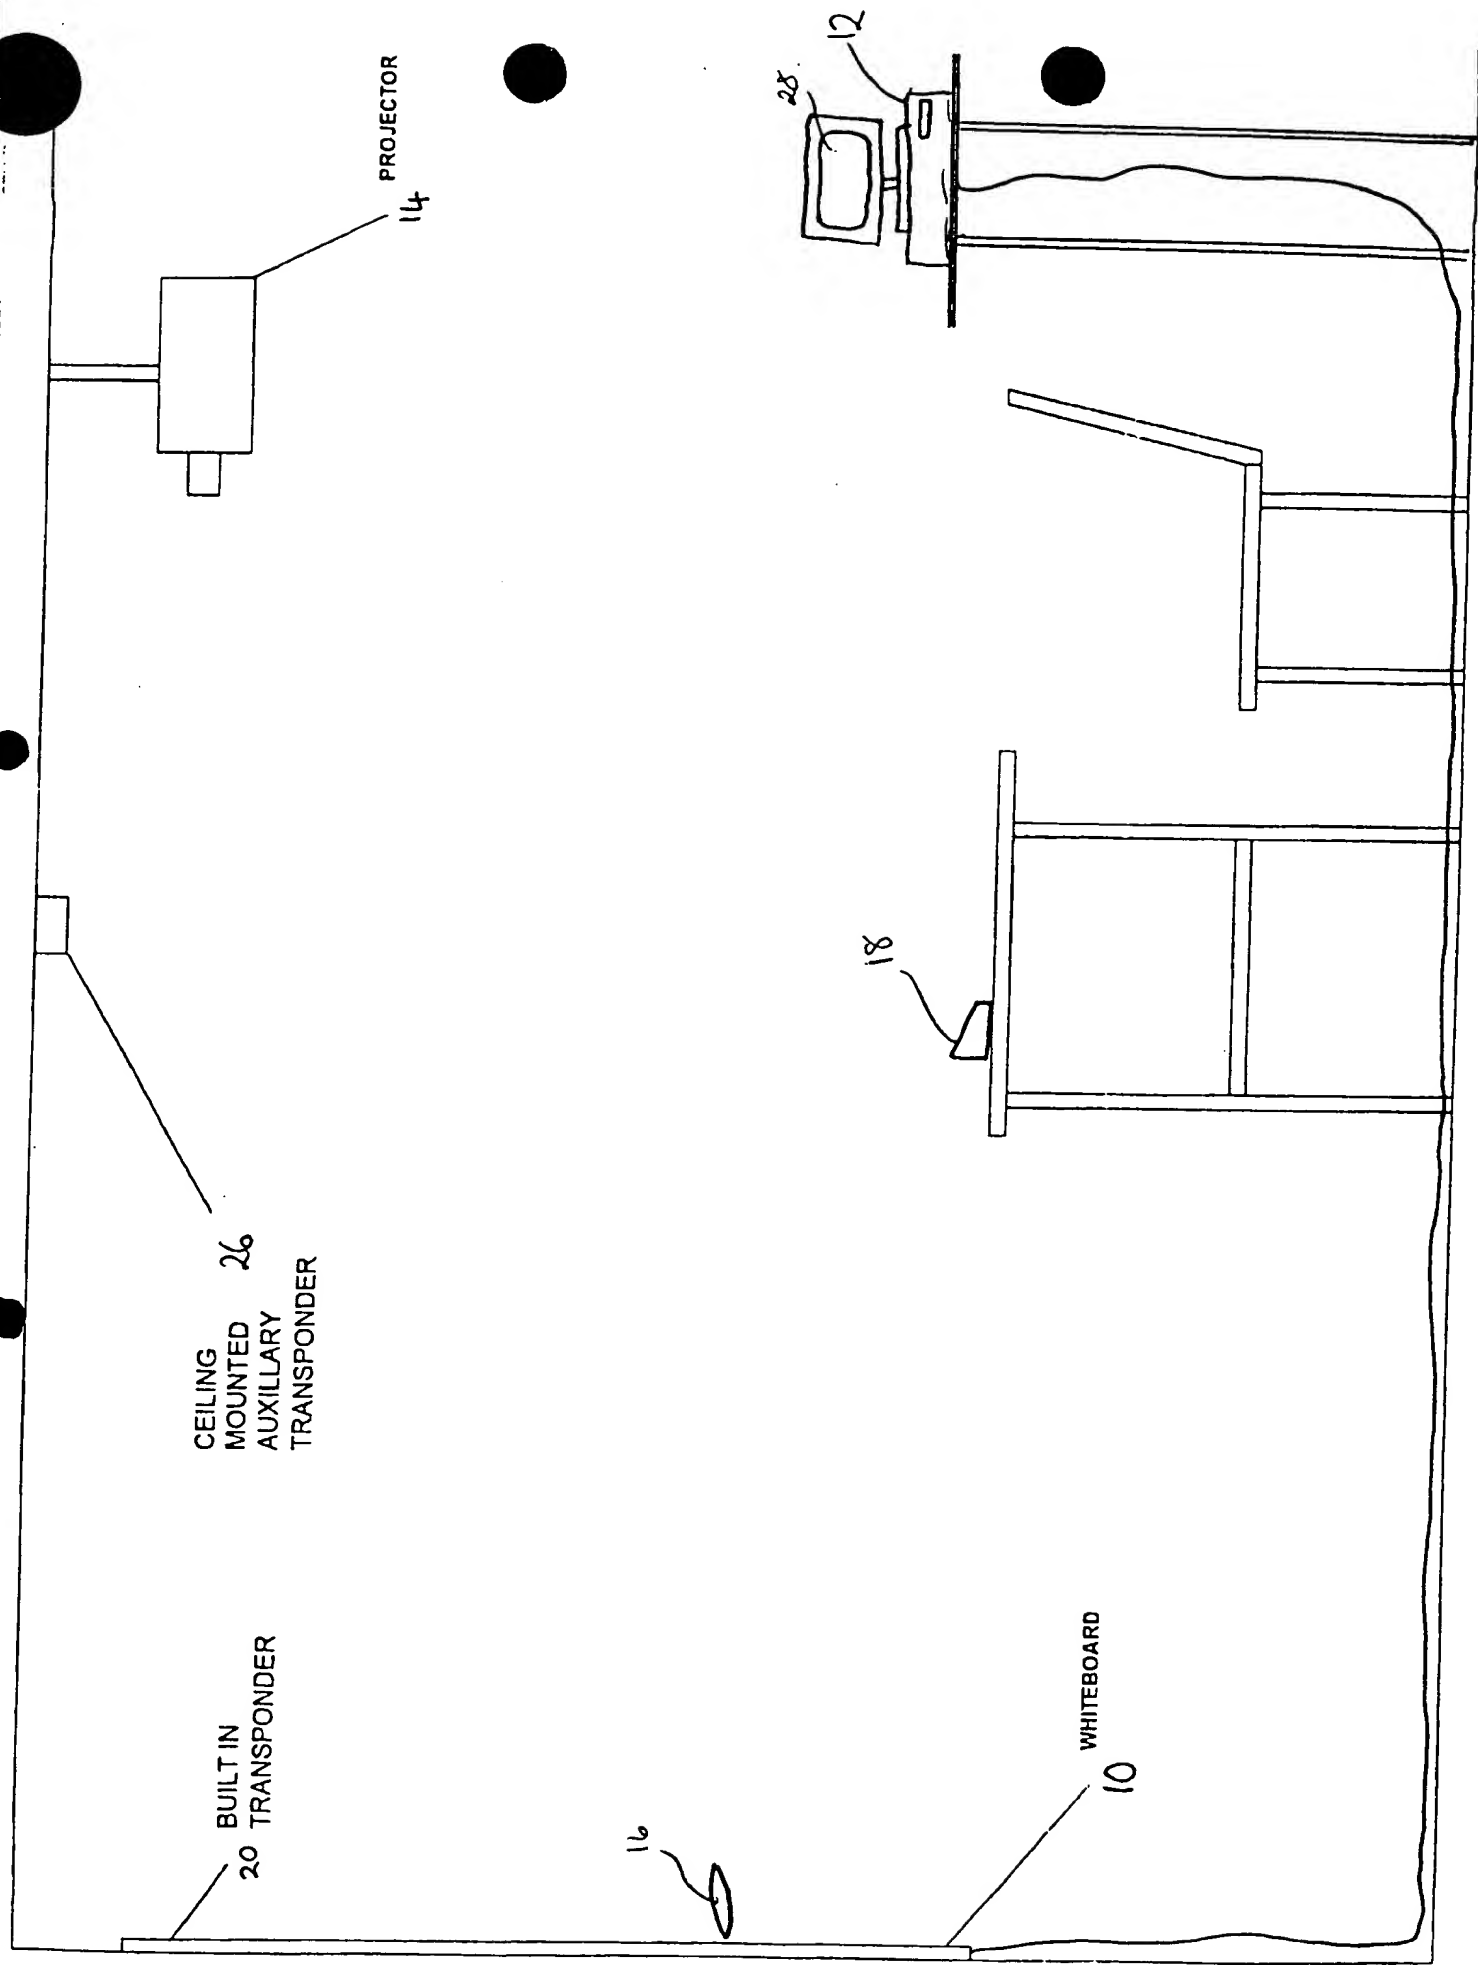 BUILT IN
20 TRANSPONDER
CEILING
MOUNTED 26
AUXILLARY
TRANSPONDER
PROJECTOR
14
16
28.
12
18
WHITEBOARD
10